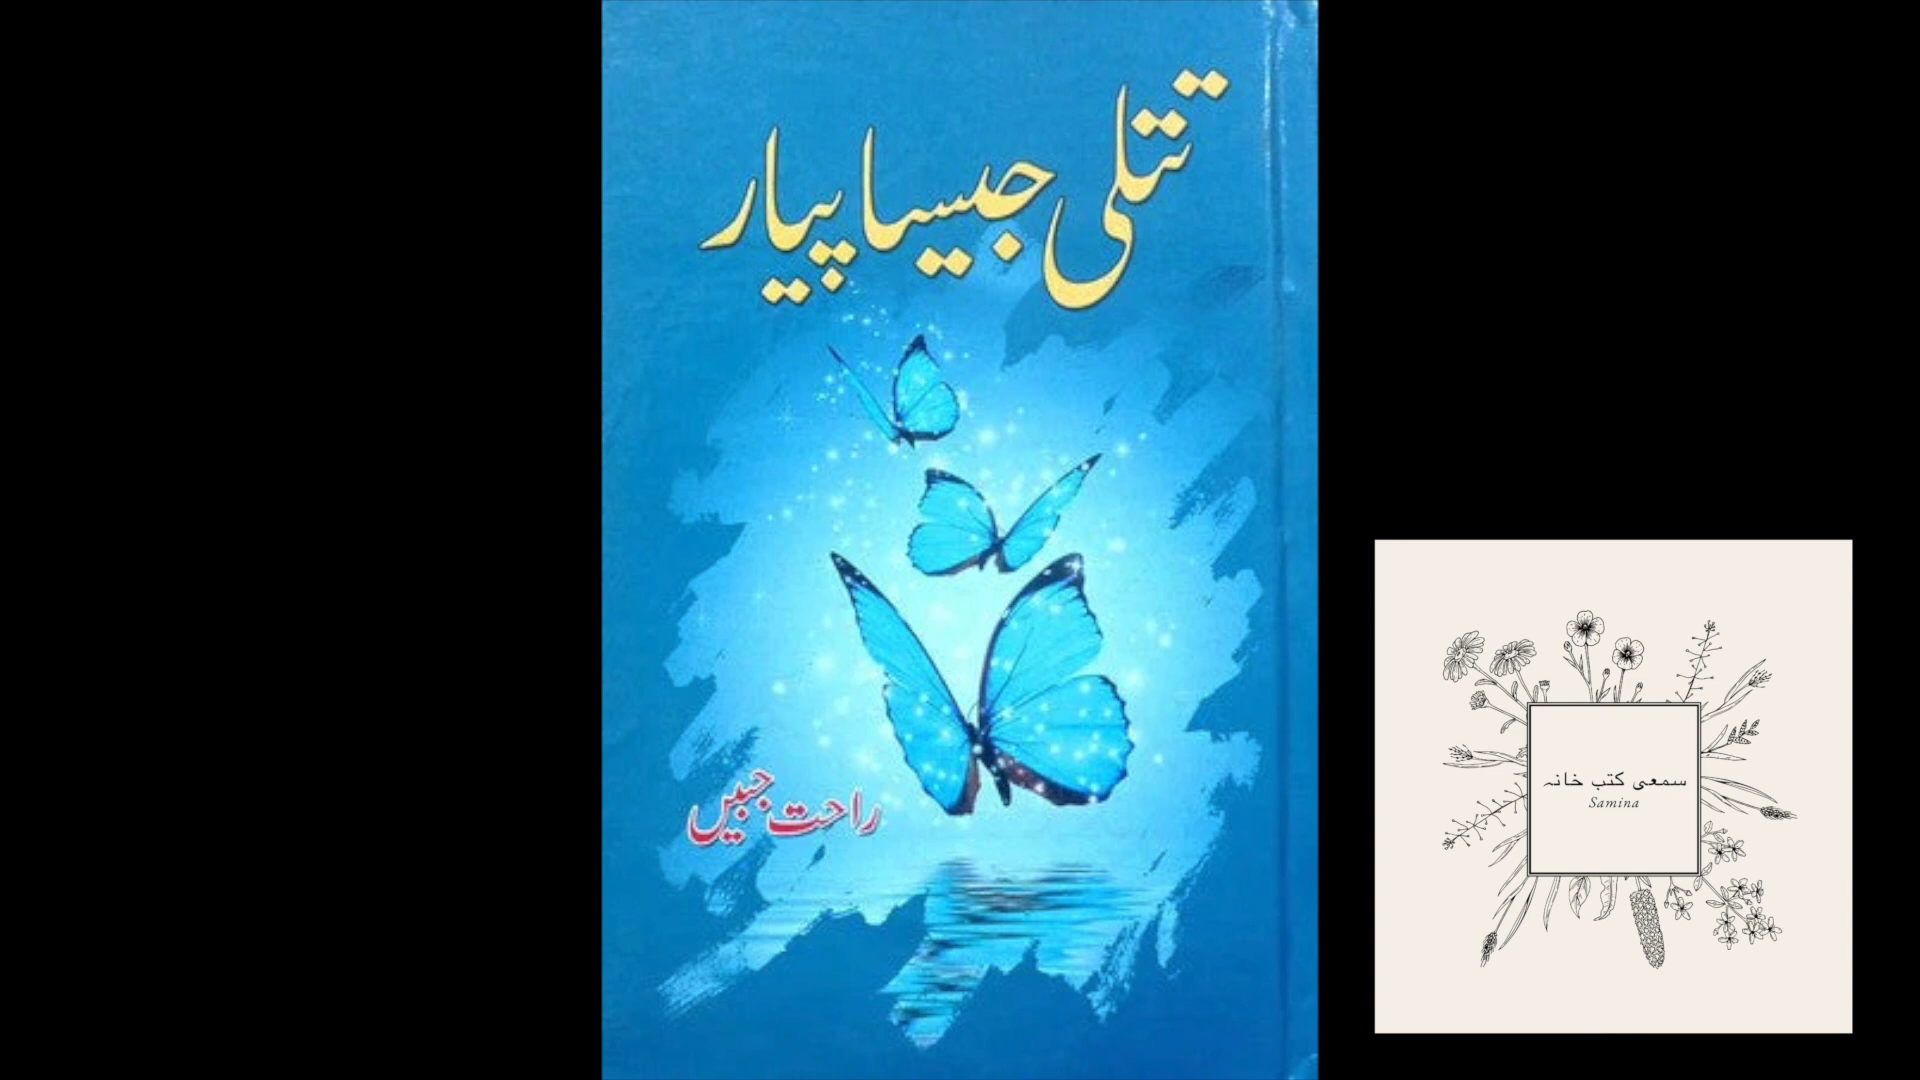 تتلی جیسا پیار
راحت جبیں
سمعی کتب خانہ
Samina